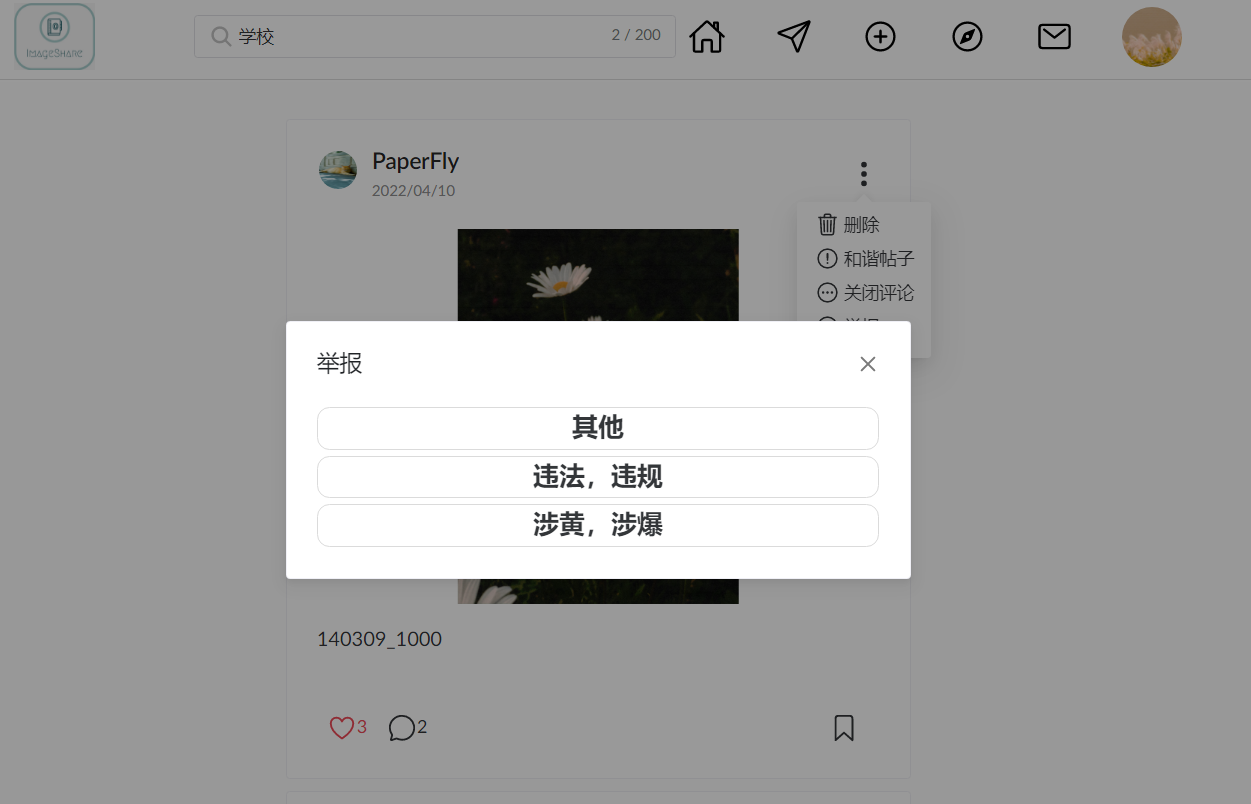 ImageShare
学校
2 / 200
PaperFly
2022/04/10
删除
和谐帖子
关闭评论
举报
其他
违法，违规
涉黄，涉爆
140309_1000
3
2